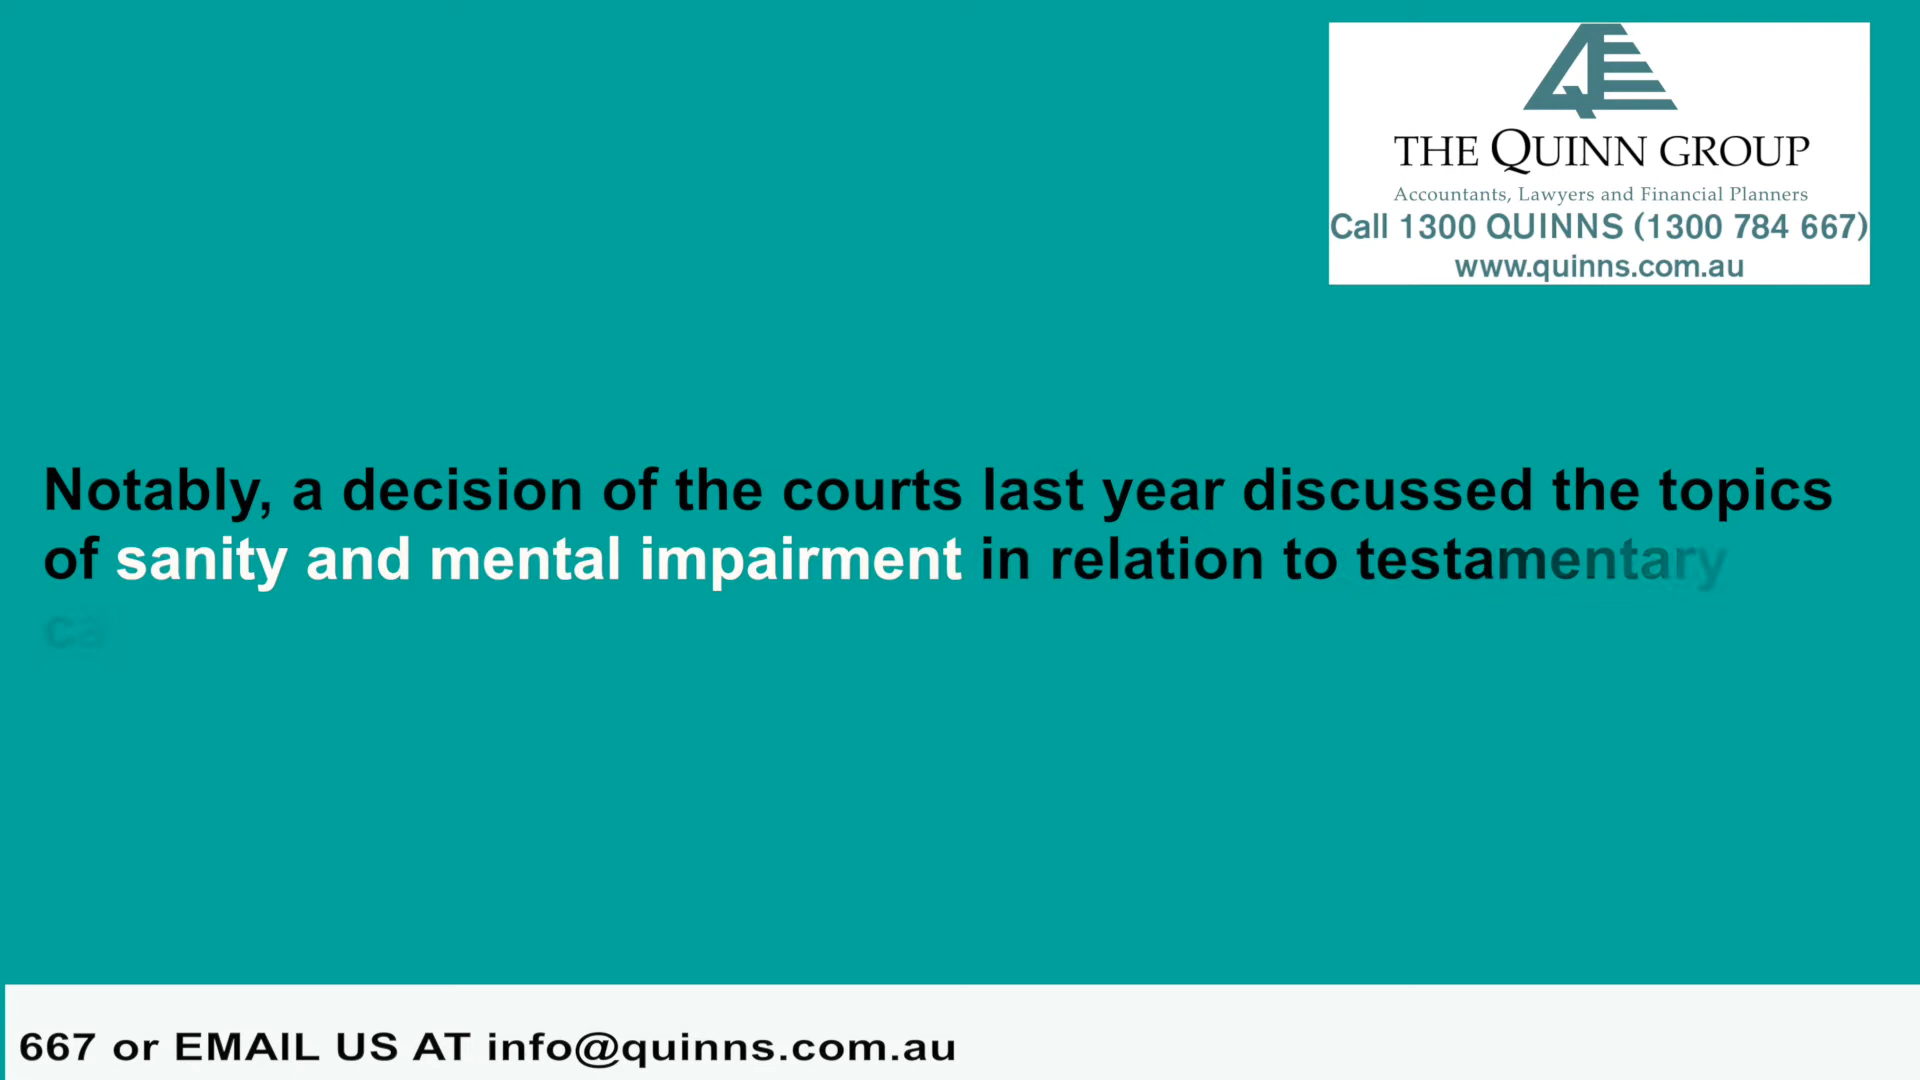 THE QUINN GROUP
Accountants, Lawyers and Financial Planners
Call 1300 QUINNS (1300 784 667)
www.quinns.com.au
Notably, a decision of the courts last year discussed the topics
of sanity and mental impairment in relation to testamentary
ca
667 or EMAIL US AT info@quinns.com.au